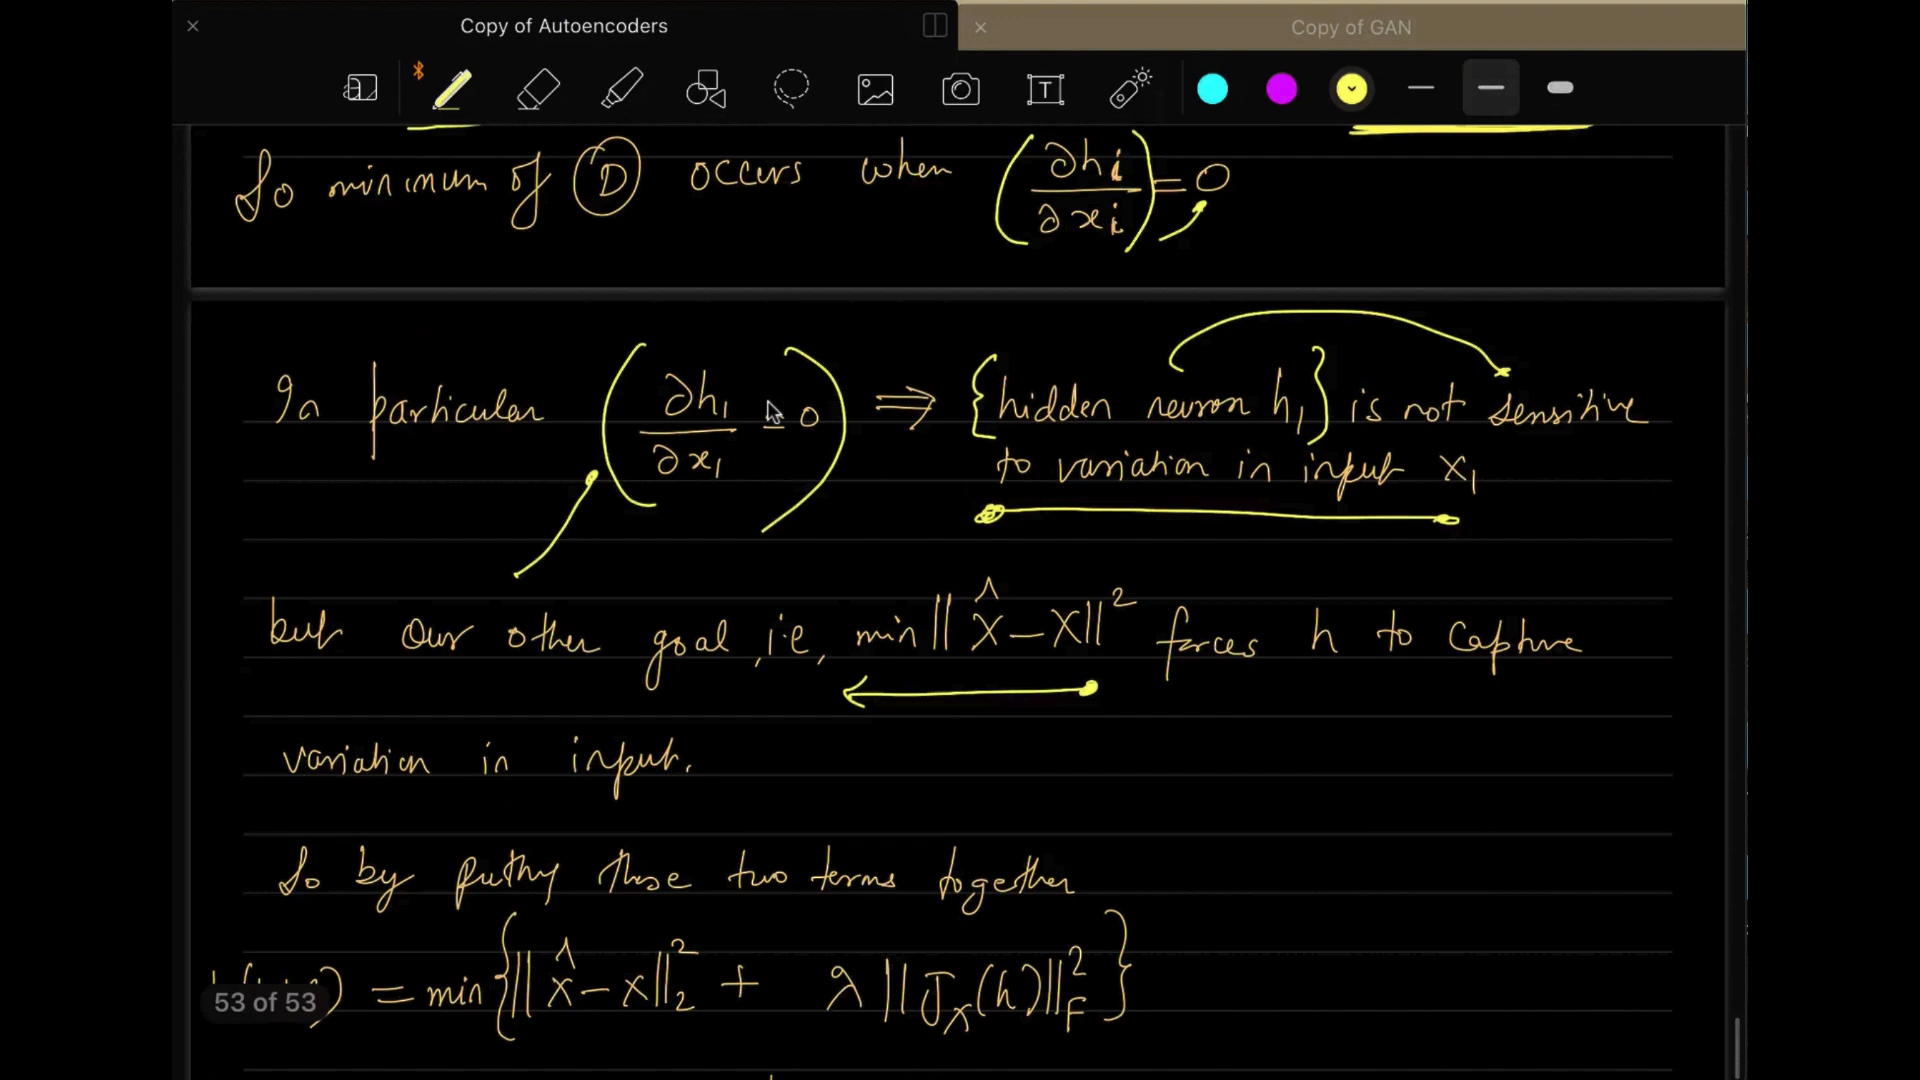 Copy of Autoencoders
Copy of GAN
So minimum of D occurs when (∂hi/∂xi) = 0
In particular (∂h₁/∂x₁ = 0) ⇒ {hidden neuron h₁} is not sensitive
to variation in input x₁
but our other goal, i.e, min ||X̂ - X||² forces h to capture
variation in input.
So by putting these two terms together
= min {||x̂ - x||₂² + λ ||Jₓ(h)||²_F}
53 of 53